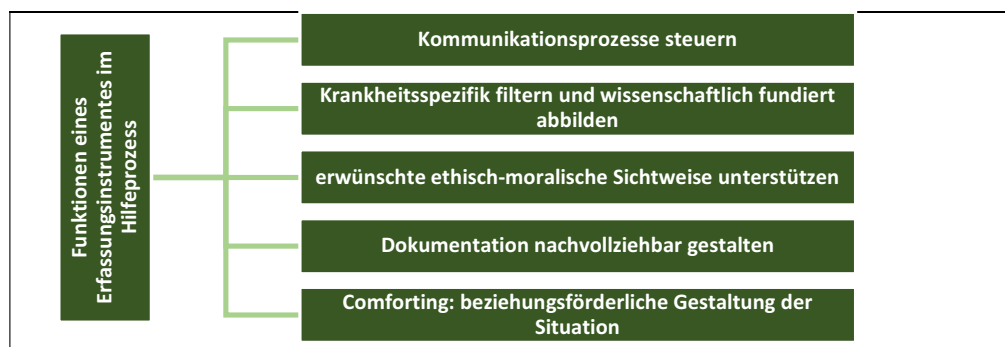 Funktionen eines
Erfassungsinstrumentes im
Hilfeprozess
Kommunikationsprozesse steuern
Krankheitsspezifik filtern und wissenschaftlich fundiert
abbilden
erwünschte ethisch-moralische Sichtweise unterstützen
Dokumentation nachvollziehbar gestalten
Comforting: beziehungsförderliche Gestaltung der
Situation